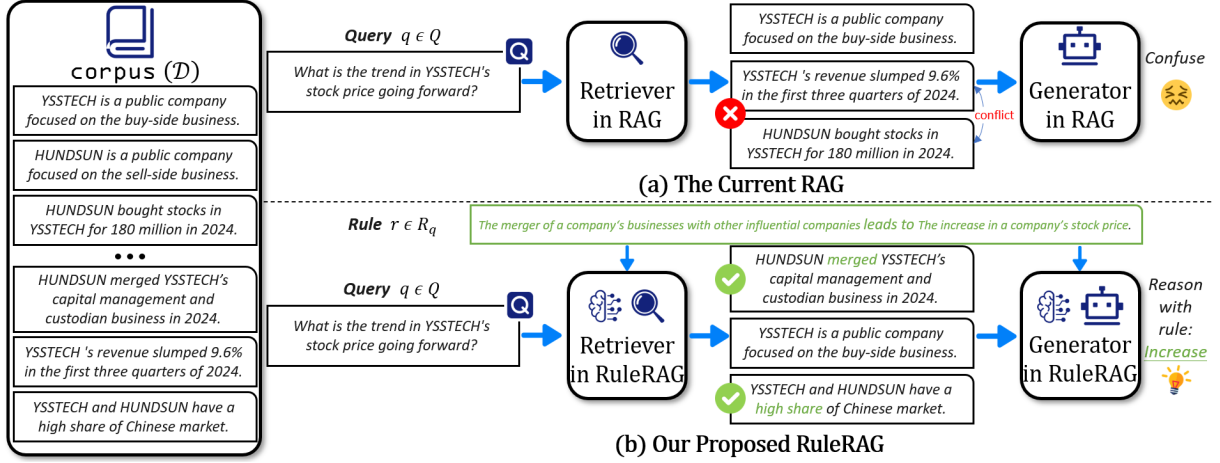 corpus (𝒟)
YSSTECH is a public company
focused on the buy-side business.
HUNDSUN is a public company
focused on the sell-side business.
HUNDSUN bought stocks in
YSSTECH for 180 million in 2024.
•••
HUNDSUN merged YSSTECH's
capital management and
custodian business in 2024.
YSSTECH 's revenue slumped 9.6%
in the first three quarters of 2024.
YSSTECH and HUNDSUN have a
high share of Chinese market.
Query q ϵ Q
Q
What is the trend in YSSTECH's
stock price going forward?
Retriever
in RAG
YSSTECH is a public company
focused on the buy-side business.
YSSTECH 's revenue slumped 9.6%
in the first three quarters of 2024.
conflict
HUNDSUN bought stocks in
YSSTECH for 180 million in 2024.
Generator
in RAG
Confuse
(a) The Current RAG
Rule r ϵ R_q
The merger of a company's businesses with other influential companies leads to The increase in a company's stock price.
Query q ϵ Q
Q
What is the trend in YSSTECH's
stock price going forward?
Retriever
in RuleRAG
HUNDSUN merged YSSTECH's
capital management and
custodian business in 2024.
YSSTECH is a public company
focused on the buy-side business.
YSSTECH and HUNDSUN have a
high share of Chinese market.
Generator
in RuleRAG
Reason
with
rule:
Increase
(b) Our Proposed RuleRAG